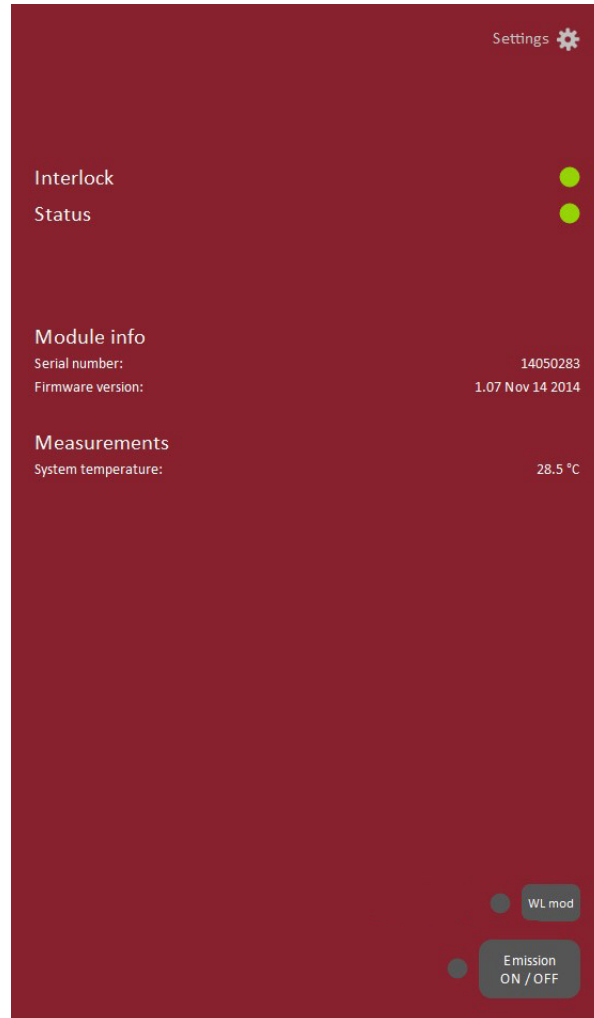 Settings
Interlock
Status
Module info
Serial number: 14050283
Firmware version: 1.07 Nov 14 2014
Measurements
System temperature: 28.5 °C
WL mod
Emission
ON / OFF